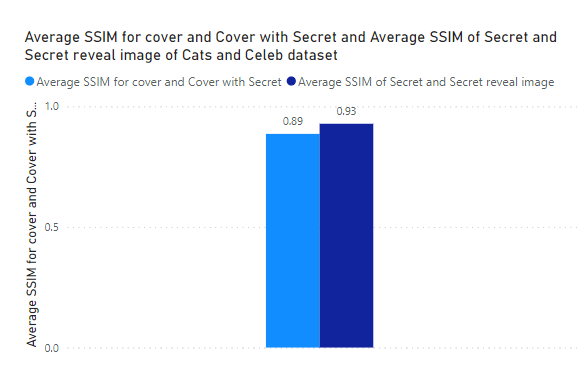 Average SSIM for cover and Cover with Secret and Average SSIM of Secret and
Secret reveal image of Cats and Celeb dataset
Average SSIM for cover and Cover with Secret Average SSIM of Secret and Secret reveal image
Average SSIM for cover and Cover with S...
1.0
0.5
0.0
0.89
0.93